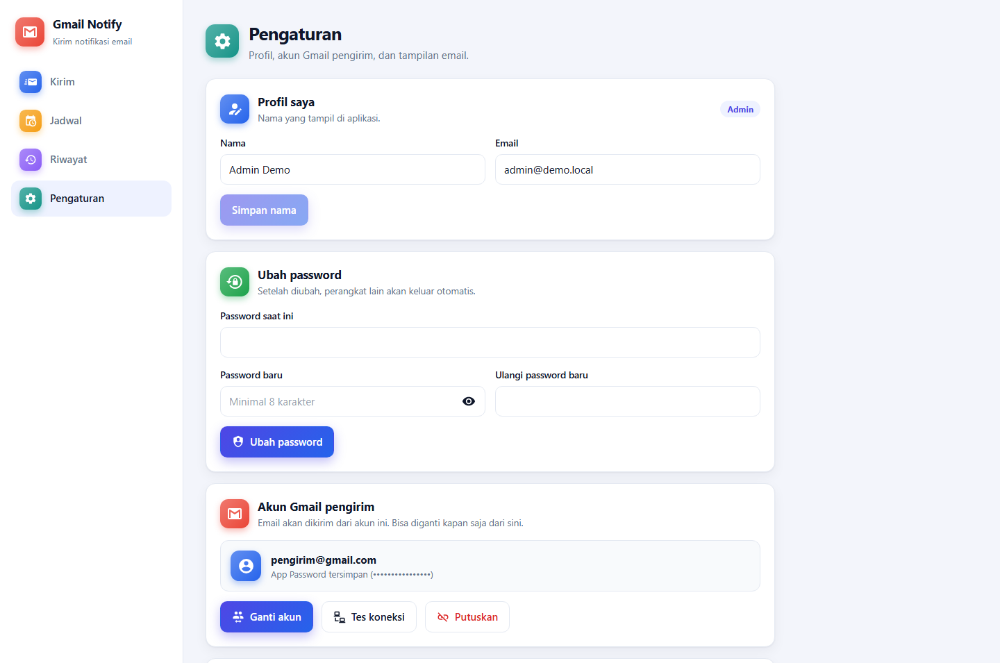 Gmail Notify
Kirim notifikasi email
Kirim
Jadwal
Riwayat
Pengaturan
Pengaturan
Profil, akun Gmail pengirim, dan tampilan email.
Profil saya
Nama yang tampil di aplikasi.
Admin
Nama
Email
Admin Demo
admin@demo.local
Simpan nama
Ubah password
Setelah diubah, perangkat lain akan keluar otomatis.
Password saat ini
Password baru
Ulangi password baru
Minimal 8 karakter
Ubah password
Akun Gmail pengirim
Email akan dikirim dari akun ini. Bisa diganti kapan saja dari sini.
pengirim@gmail.com
App Password tersimpan (••••••••••••••••)
Ganti akun
Tes koneksi
Putuskan